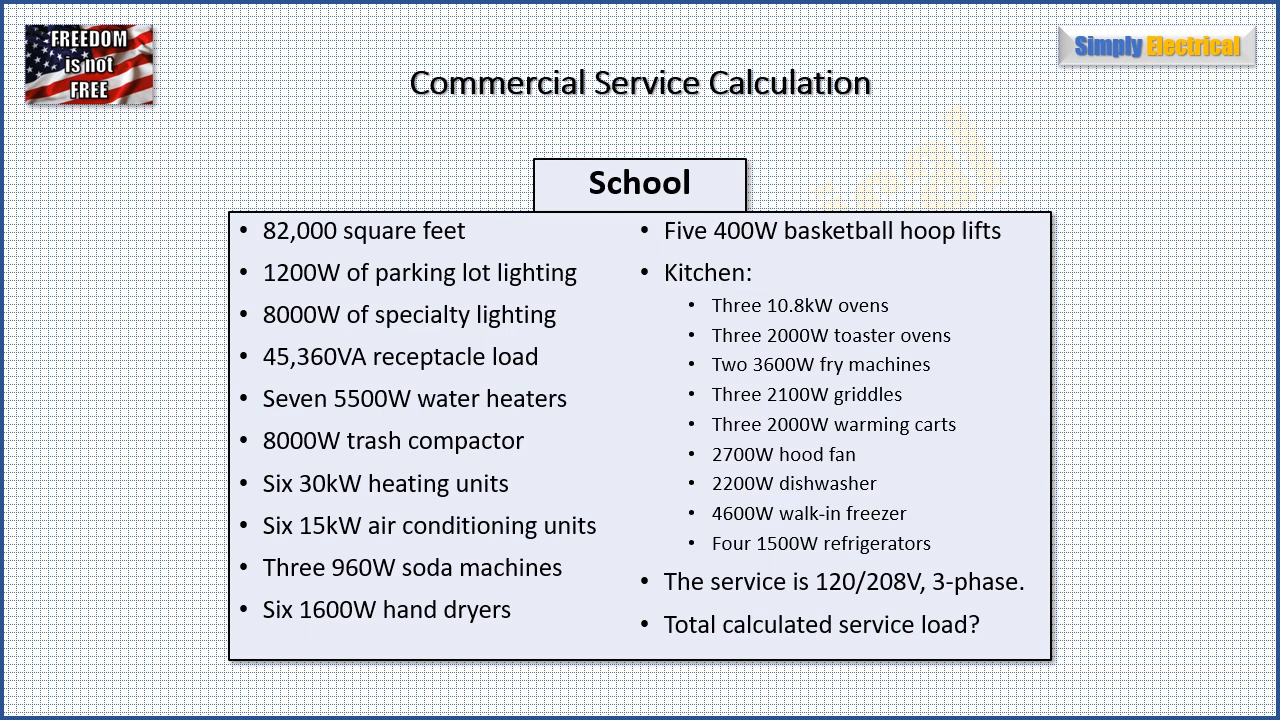 FREEDOM
is not
FREE
Simply Electrical
Commercial Service Calculation
School
• 82,000 square feet
• 1200W of parking lot lighting
• 8000W of specialty lighting
• 45,360VA receptacle load
• Seven 5500W water heaters
• 8000W trash compactor
• Six 30kW heating units
• Six 15kW air conditioning units
• Three 960W soda machines
• Six 1600W hand dryers
• Five 400W basketball hoop lifts
• Kitchen:
• Three 10.8kW ovens
• Three 2000W toaster ovens
• Two 3600W fry machines
• Three 2100W griddles
• Three 2000W warming carts
• 2700W hood fan
• 2200W dishwasher
• 4600W walk-in freezer
• Four 1500W refrigerators
• The service is 120/208V, 3-phase.
• Total calculated service load?